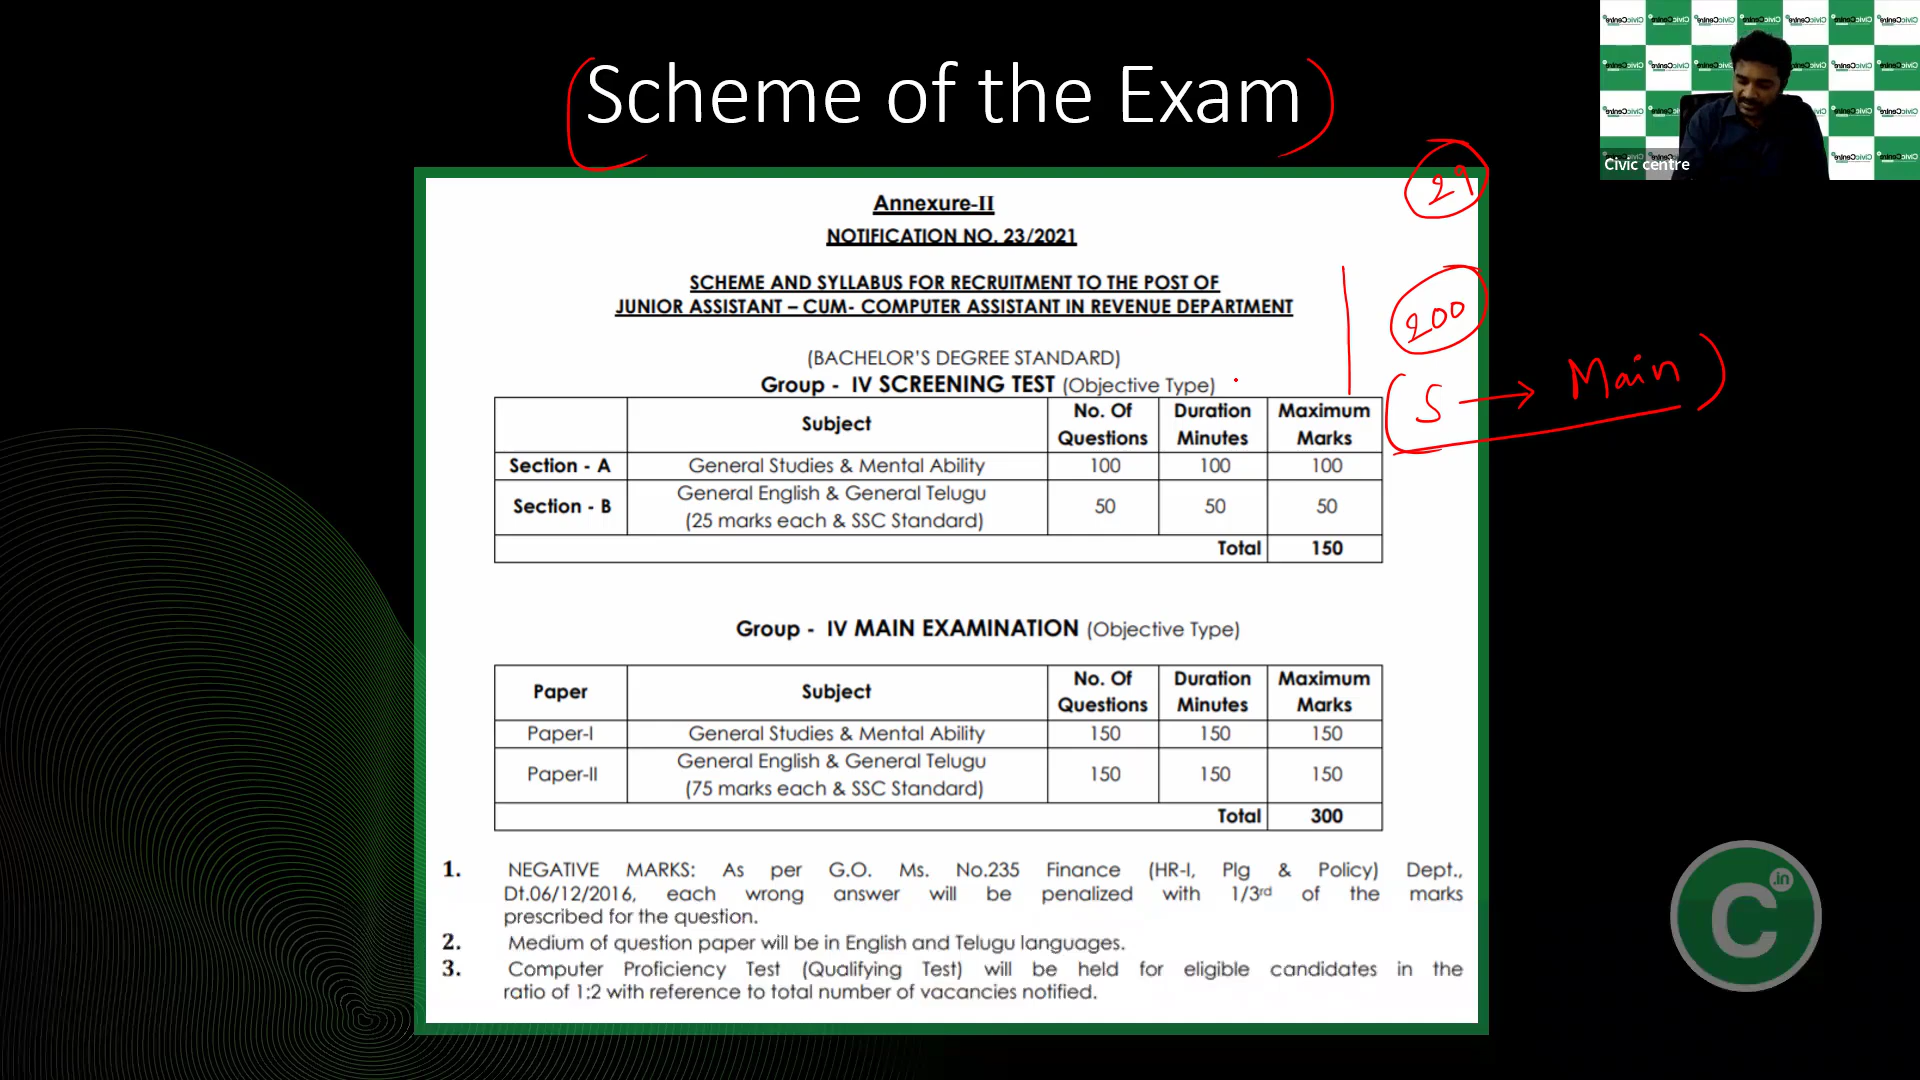 Scheme of the Exam
Civic centre
29
Annexure-II
NOTIFICATION NO. 23/2021
SCHEME AND SYLLABUS FOR RECRUITMENT TO THE POST OF
JUNIOR ASSISTANT – CUM- COMPUTER ASSISTANT IN REVENUE DEPARTMENT
200
(BACHELOR'S DEGREE STANDARD)
Group - IV SCREENING TEST (Objective Type)
S → Main
Subject No. Of Questions Duration Minutes Maximum Marks
Section - A General Studies & Mental Ability 100 100 100
Section - B General English & General Telugu (25 marks each & SSC Standard) 50 50 50
Total 150
Group - IV MAIN EXAMINATION (Objective Type)
Paper Subject No. Of Questions Duration Minutes Maximum Marks
Paper-I General Studies & Mental Ability 150 150 150
Paper-II General English & General Telugu (75 marks each & SSC Standard) 150 150 150
Total 300
1. NEGATIVE MARKS: As per G.O. Ms. No.235 Finance (HR-I, Plg & Policy) Dept.,
Dt.06/12/2016, each wrong answer will be penalized with 1/3rd of the marks
prescribed for the question.
2. Medium of question paper will be in English and Telugu languages.
3. Computer Proficiency Test (Qualifying Test) will be held for eligible candidates in the
ratio of 1:2 with reference to total number of vacancies notified.
C.in